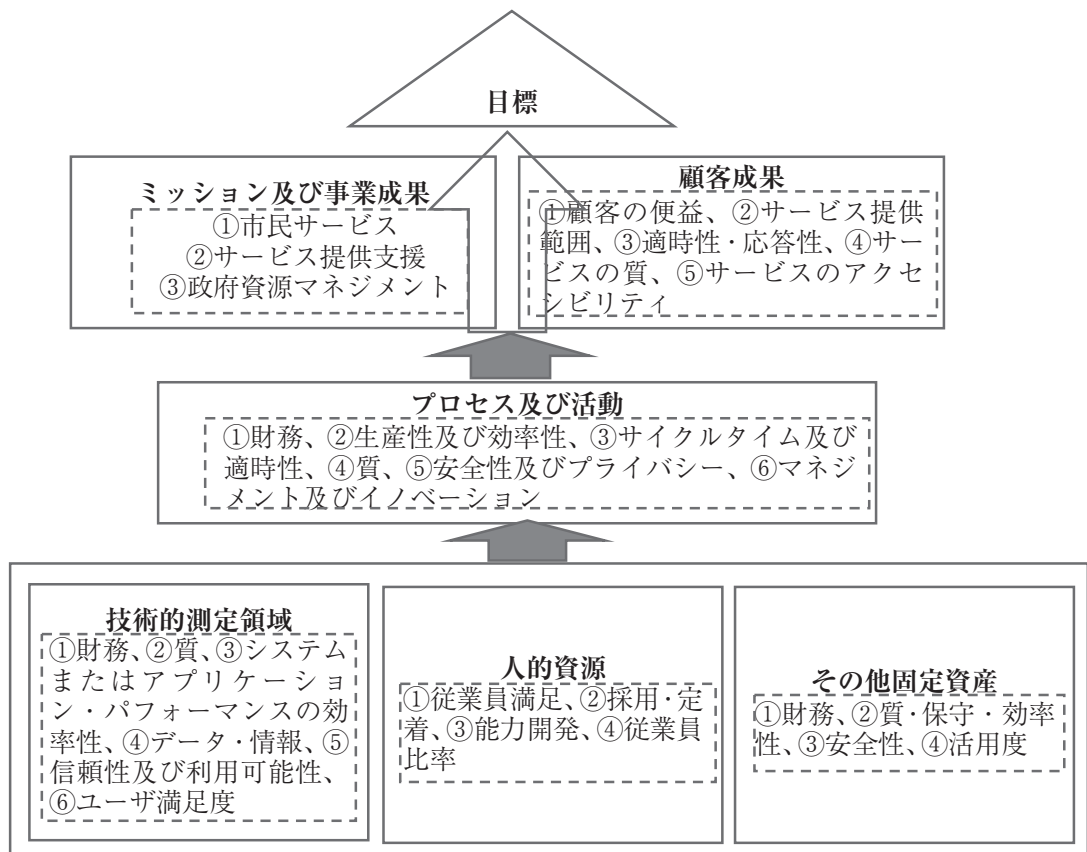 目標
ミッション及び事業成果
①市民サービス
②サービス提供支援
③政府資源マネジメント
顧客成果
①顧客の便益、②サービス提供
範囲、③適時性・応答性、④サー
ビスの質、⑤サービスのアクセ
シビリティ
プロセス及び活動
①財務、②生産性及び効率性、③サイクルタイム及び
適時性、④質、⑤安全性及びプライバシー、⑥マネジ
メント及びイノベーション
技術的測定領域
①財務、②質、③システム
またはアプリケーショ
ン・パフォーマンスの効
率性、④データ・情報、⑤
信頼性及び利用可能性、
⑥ユーザ満足度
人的資源
①従業員満足、②採用・定
着、③能力開発、④従業員
比率
その他固定資産
①財務、②質・保守・効率
性、③安全性、④活用度